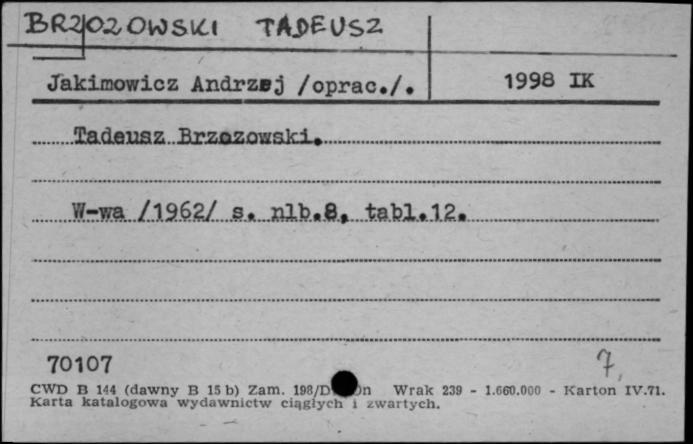 BRZOZOWSKI TADEUSZ
Jakimowicz Andrzej /oprac./. 1998 IK
Tadeusz Brzozowski.
W-wa /1962/ s. nlb.8, tabl.12.
70107 7,
CWD B 144 (dawny B 15 b) Zam. 198/D Wrak 239 - 1.660.000 - Karton IV.71.
Karta katalogowa wydawnictw ciągłych i zwartych.